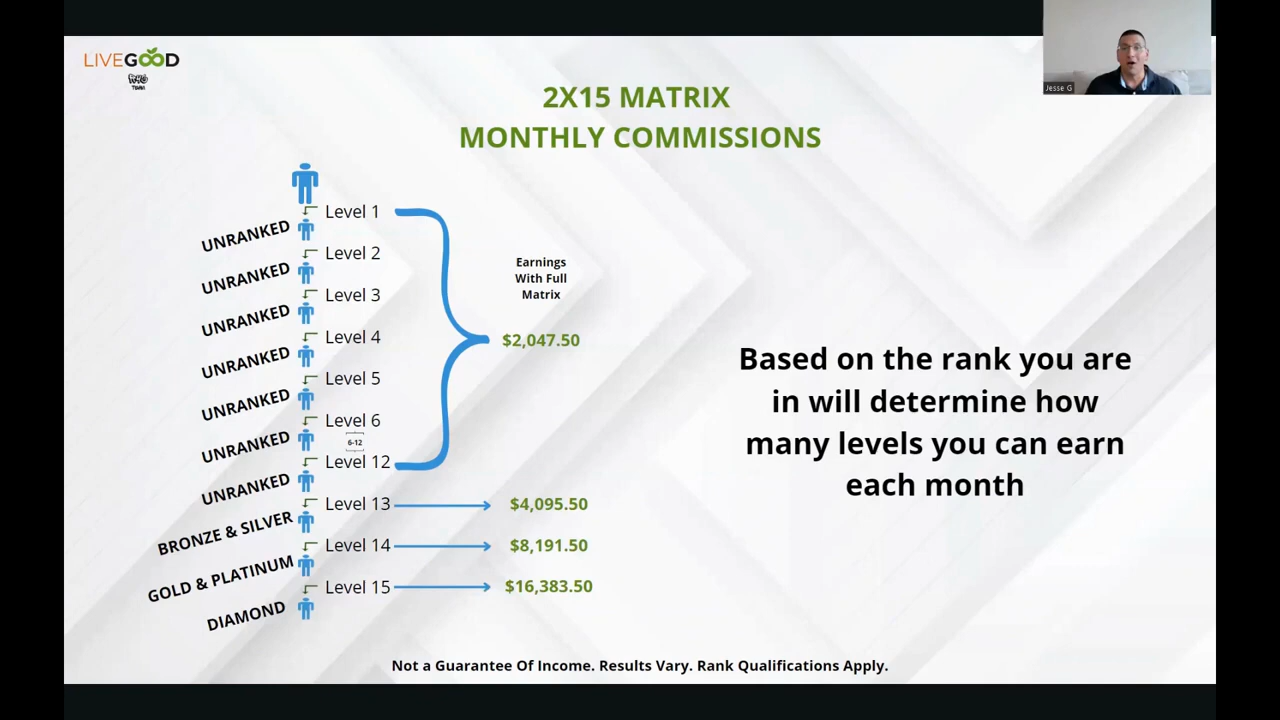 LIVEGOOD
TEAM
Jesse G
2X15 MATRIX
MONTHLY COMMISSIONS
Level 1
UNRANKED
Level 2
UNRANKED
Level 3
UNRANKED
Level 4
UNRANKED
Level 5
UNRANKED
Level 6
UNRANKED
6-12
Level 12
UNRANKED
Level 13
BRONZE & SILVER
Level 14
GOLD & PLATINUM
Level 15
DIAMOND
Earnings
With Full
Matrix
$2,047.50
$4,095.50
$8,191.50
$16,383.50
Based on the rank you are
in will determine how
many levels you can earn
each month
Not a Guarantee Of Income. Results Vary. Rank Qualifications Apply.